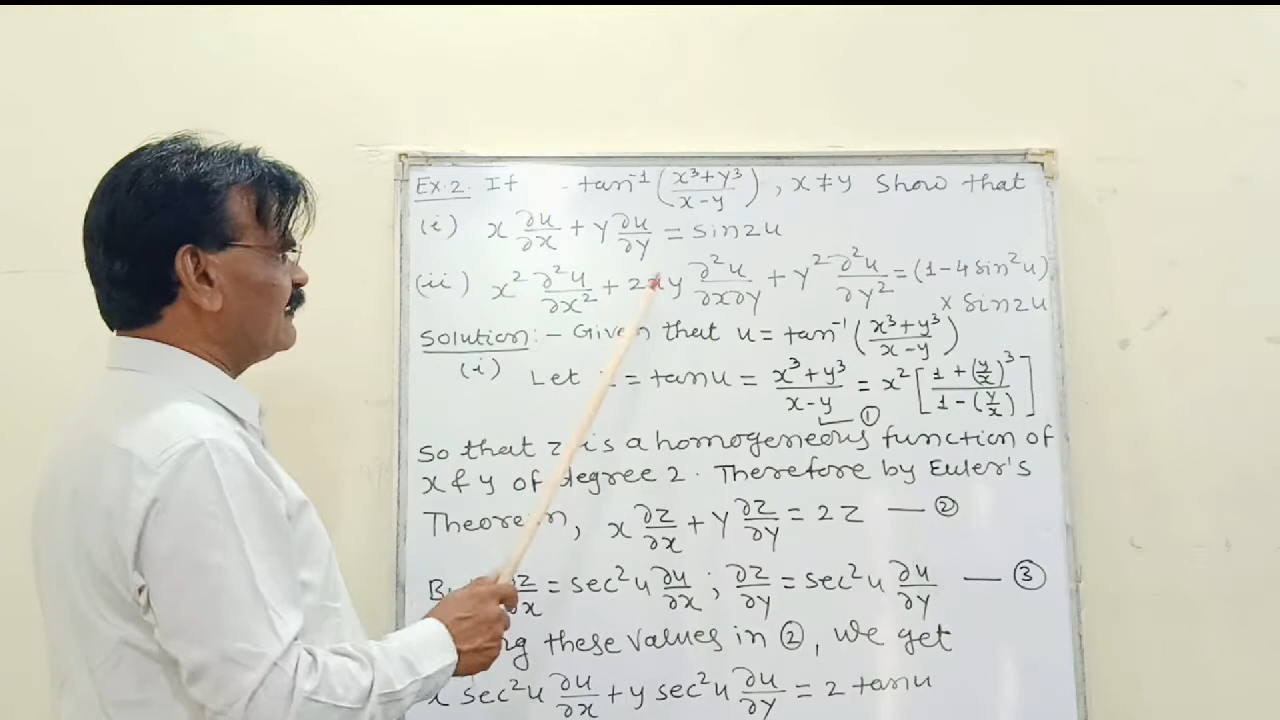 Ex.2. If tan⁻¹ (x³+y³/x-y), x≠y Show that
(i) x ∂u/∂x + y ∂u/∂y = sin2u
(ii) x² ∂²u/∂x² + 2xy ∂²u/∂x∂y + y² ∂²u/∂y² = (1-4sin²u)
× sin2u
Solution:- Given that u = tan⁻¹(x³+y³/x-y)
(i) Let = tanu = x³+y³/x-y = x² [1+(y/x)³/1-(y/x)]
①
So that z is a homogeneous function of
x & y of degree 2. Therefore by Euler's
Theorem, x ∂z/∂x + y ∂z/∂y = 2z — ②
∂z/∂x = sec²u ∂u/∂x ; ∂z/∂y = sec²u ∂u/∂y — ③
these values in ②, we get
x sec²u ∂u/∂x + y sec²u ∂u/∂y = 2 tanu